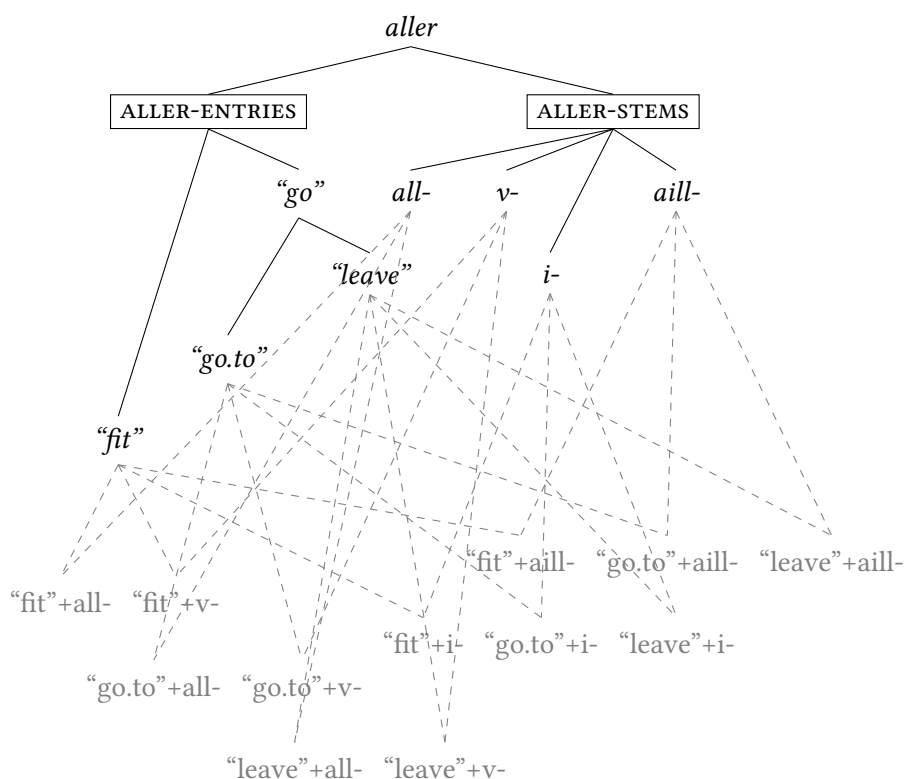 aller
ALLER-ENTRIES ALLER-STEMS
“go” all- v- aill-
“leave” i-
“go.to”
“fit”
“fit”+aill- “go.to”+aill- “leave”+aill-
“fit”+all- “fit”+v-
“fit”+i- “go.to”+i- “leave”+i-
“go.to”+all- “go.to”+v-
“leave”+all- “leave”+v-